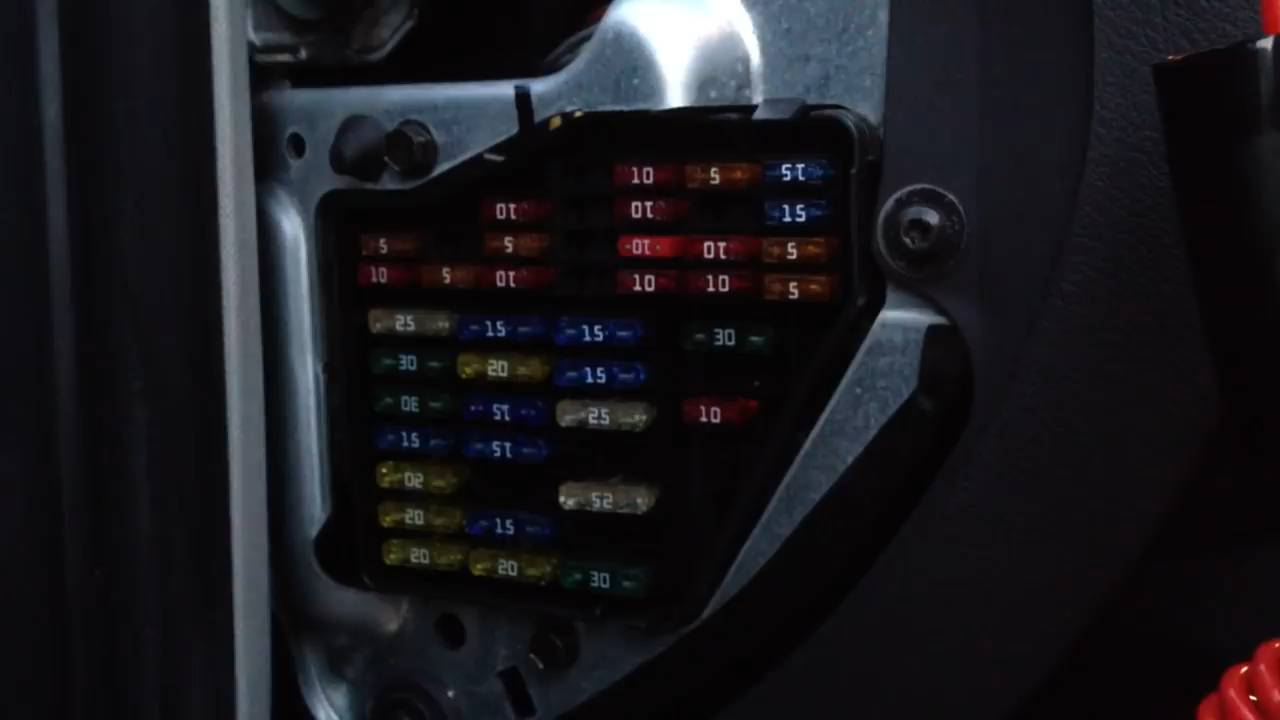 10 5 15
10 10 15
5 5 10 10 5
10 5 10 10 10 5
25 15 15 30
30 20 15
30 15 25 10
15 15
20 25
20 15
20 20 30